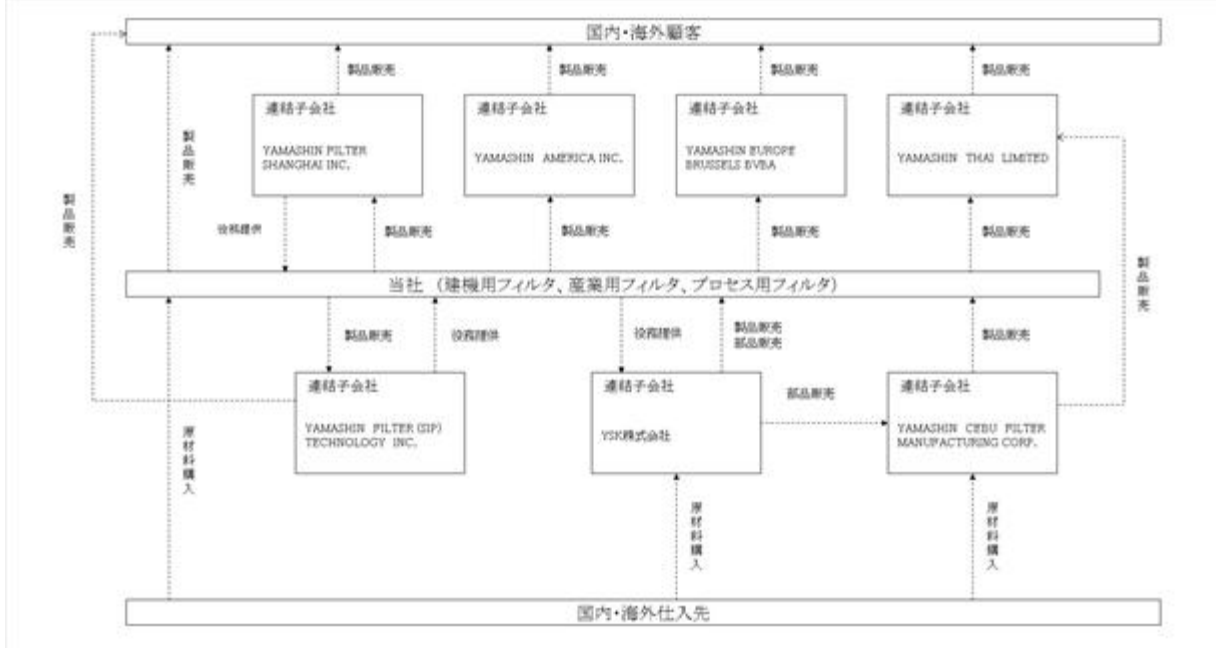 国内・海外顧客
製品販売
製品販売
製品販売
製品販売
連結子会社
YAMASHIN FILTER
SHANGHAI INC.
連結子会社
YAMASHIN AMERICA INC.
連結子会社
YAMASHIN EUROPE
BRUSSELS BVBA
連結子会社
YAMASHIN THAI LIMITED
製品販売
製品販売
役務提供
製品販売
製品販売
製品販売
製品販売
製品販売
当社 (建機用フィルタ、産業用フィルタ、プロセス用フィルタ)
製品販売
役務提供
役務提供
製品販売
部品販売
製品販売
連結子会社
YAMASHIN FILTER (SIP)
TECHNOLOGY INC.
連結子会社
YSK株式会社
部品販売
連結子会社
YAMASHIN CEBU FILTER
MANUFACTURING CORP.
原材料購入
原材料購入
原材料購入
国内・海外仕入先